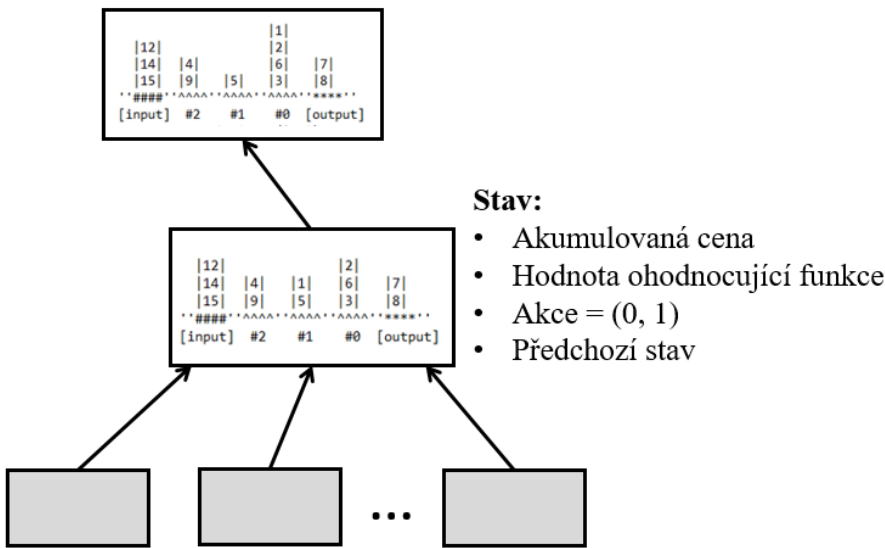 |1|
|12| |2|
|14| |4| |6| |7|
|15| |9| |5| |3| |8|
''####''^^^^''^^^^''^^^^''****''
[input] #2 #1 #0 [output]
|12| |2|
|14| |4| |1| |6| |7|
|15| |9| |5| |3| |8|
''####''^^^^''^^^^''^^^^''****''
[input] #2 #1 #0 [output]
Stav:
• Akumulovaná cena
• Hodnota ohodnocující funkce
• Akce = (0, 1)
• Předchozí stav
...